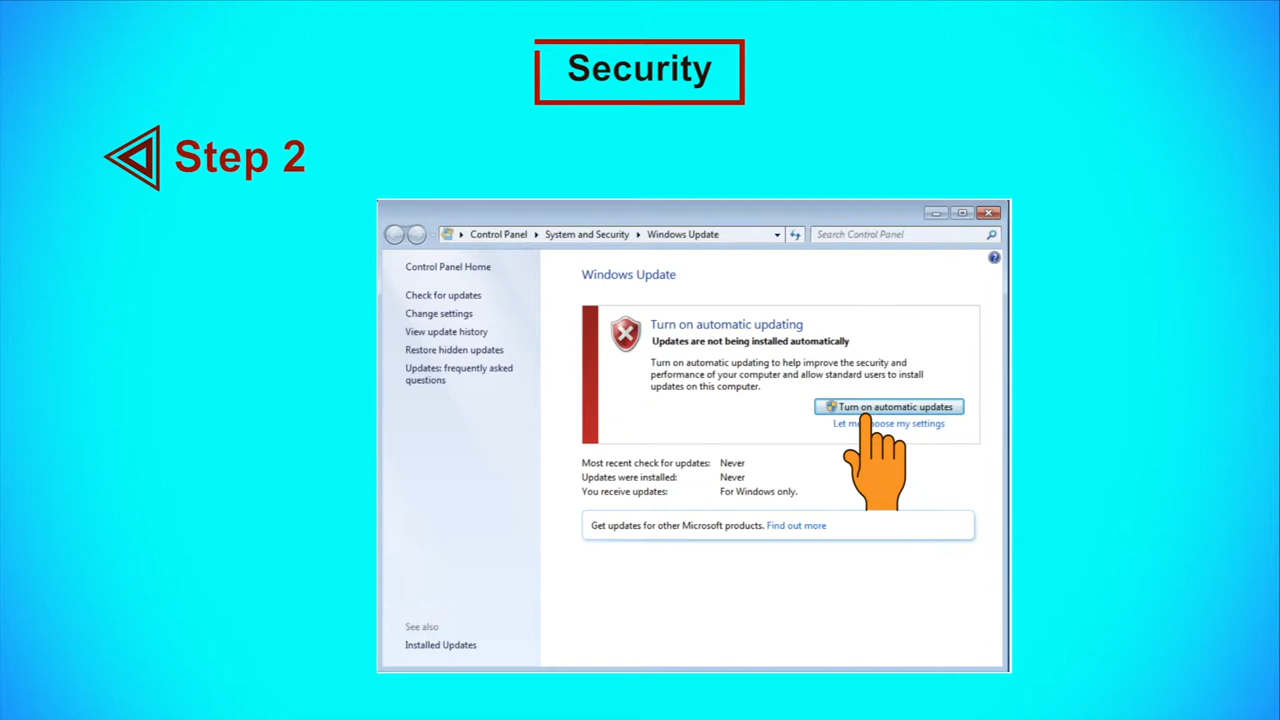 Security
Step 2
Control Panel
System and Security
Windows Update
Search Control Panel
Control Panel Home
Check for updates
Change settings
View update history
Restore hidden updates
Updates: frequently asked
questions
See also
Installed Updates
Windows Update
Turn on automatic updating
Updates are not being installed automatically
Turn on automatic updating to help improve the security and
performance of your computer and allow standard users to install
updates on this computer.
Turn on automatic updates
Let me choose my settings
Most recent check for updates: Never
Updates were installed: Never
You receive updates: For Windows only.
Get updates for other Microsoft products. Find out more